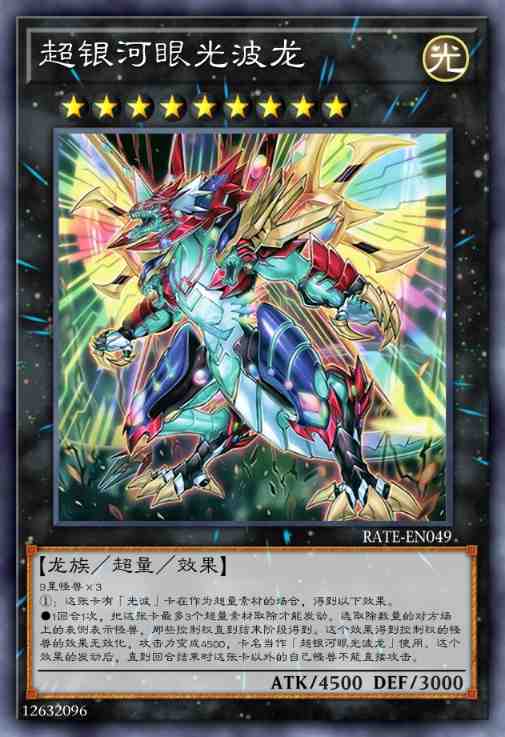 超银河眼光波龙
光
RATE-EN049
【龙族／超量／效果】
9星怪兽×3
①：这张卡有「光波」卡在作为超量素材的场合，得到以下效果。
●1回合1次，把这张卡最多3个超量素材取除才能发动。选取除数量的对方场
上的表侧表示怪兽，那些控制权直到结束阶段得到。这个效果得到控制权的怪
兽的效果无效化，攻击力变成4500，卡名当作「超银河眼光波龙」使用。这个
效果的发动后，直到回合结束时这张卡以外的自己怪兽不能直接攻击。
ATK/4500 DEF/3000
12632096